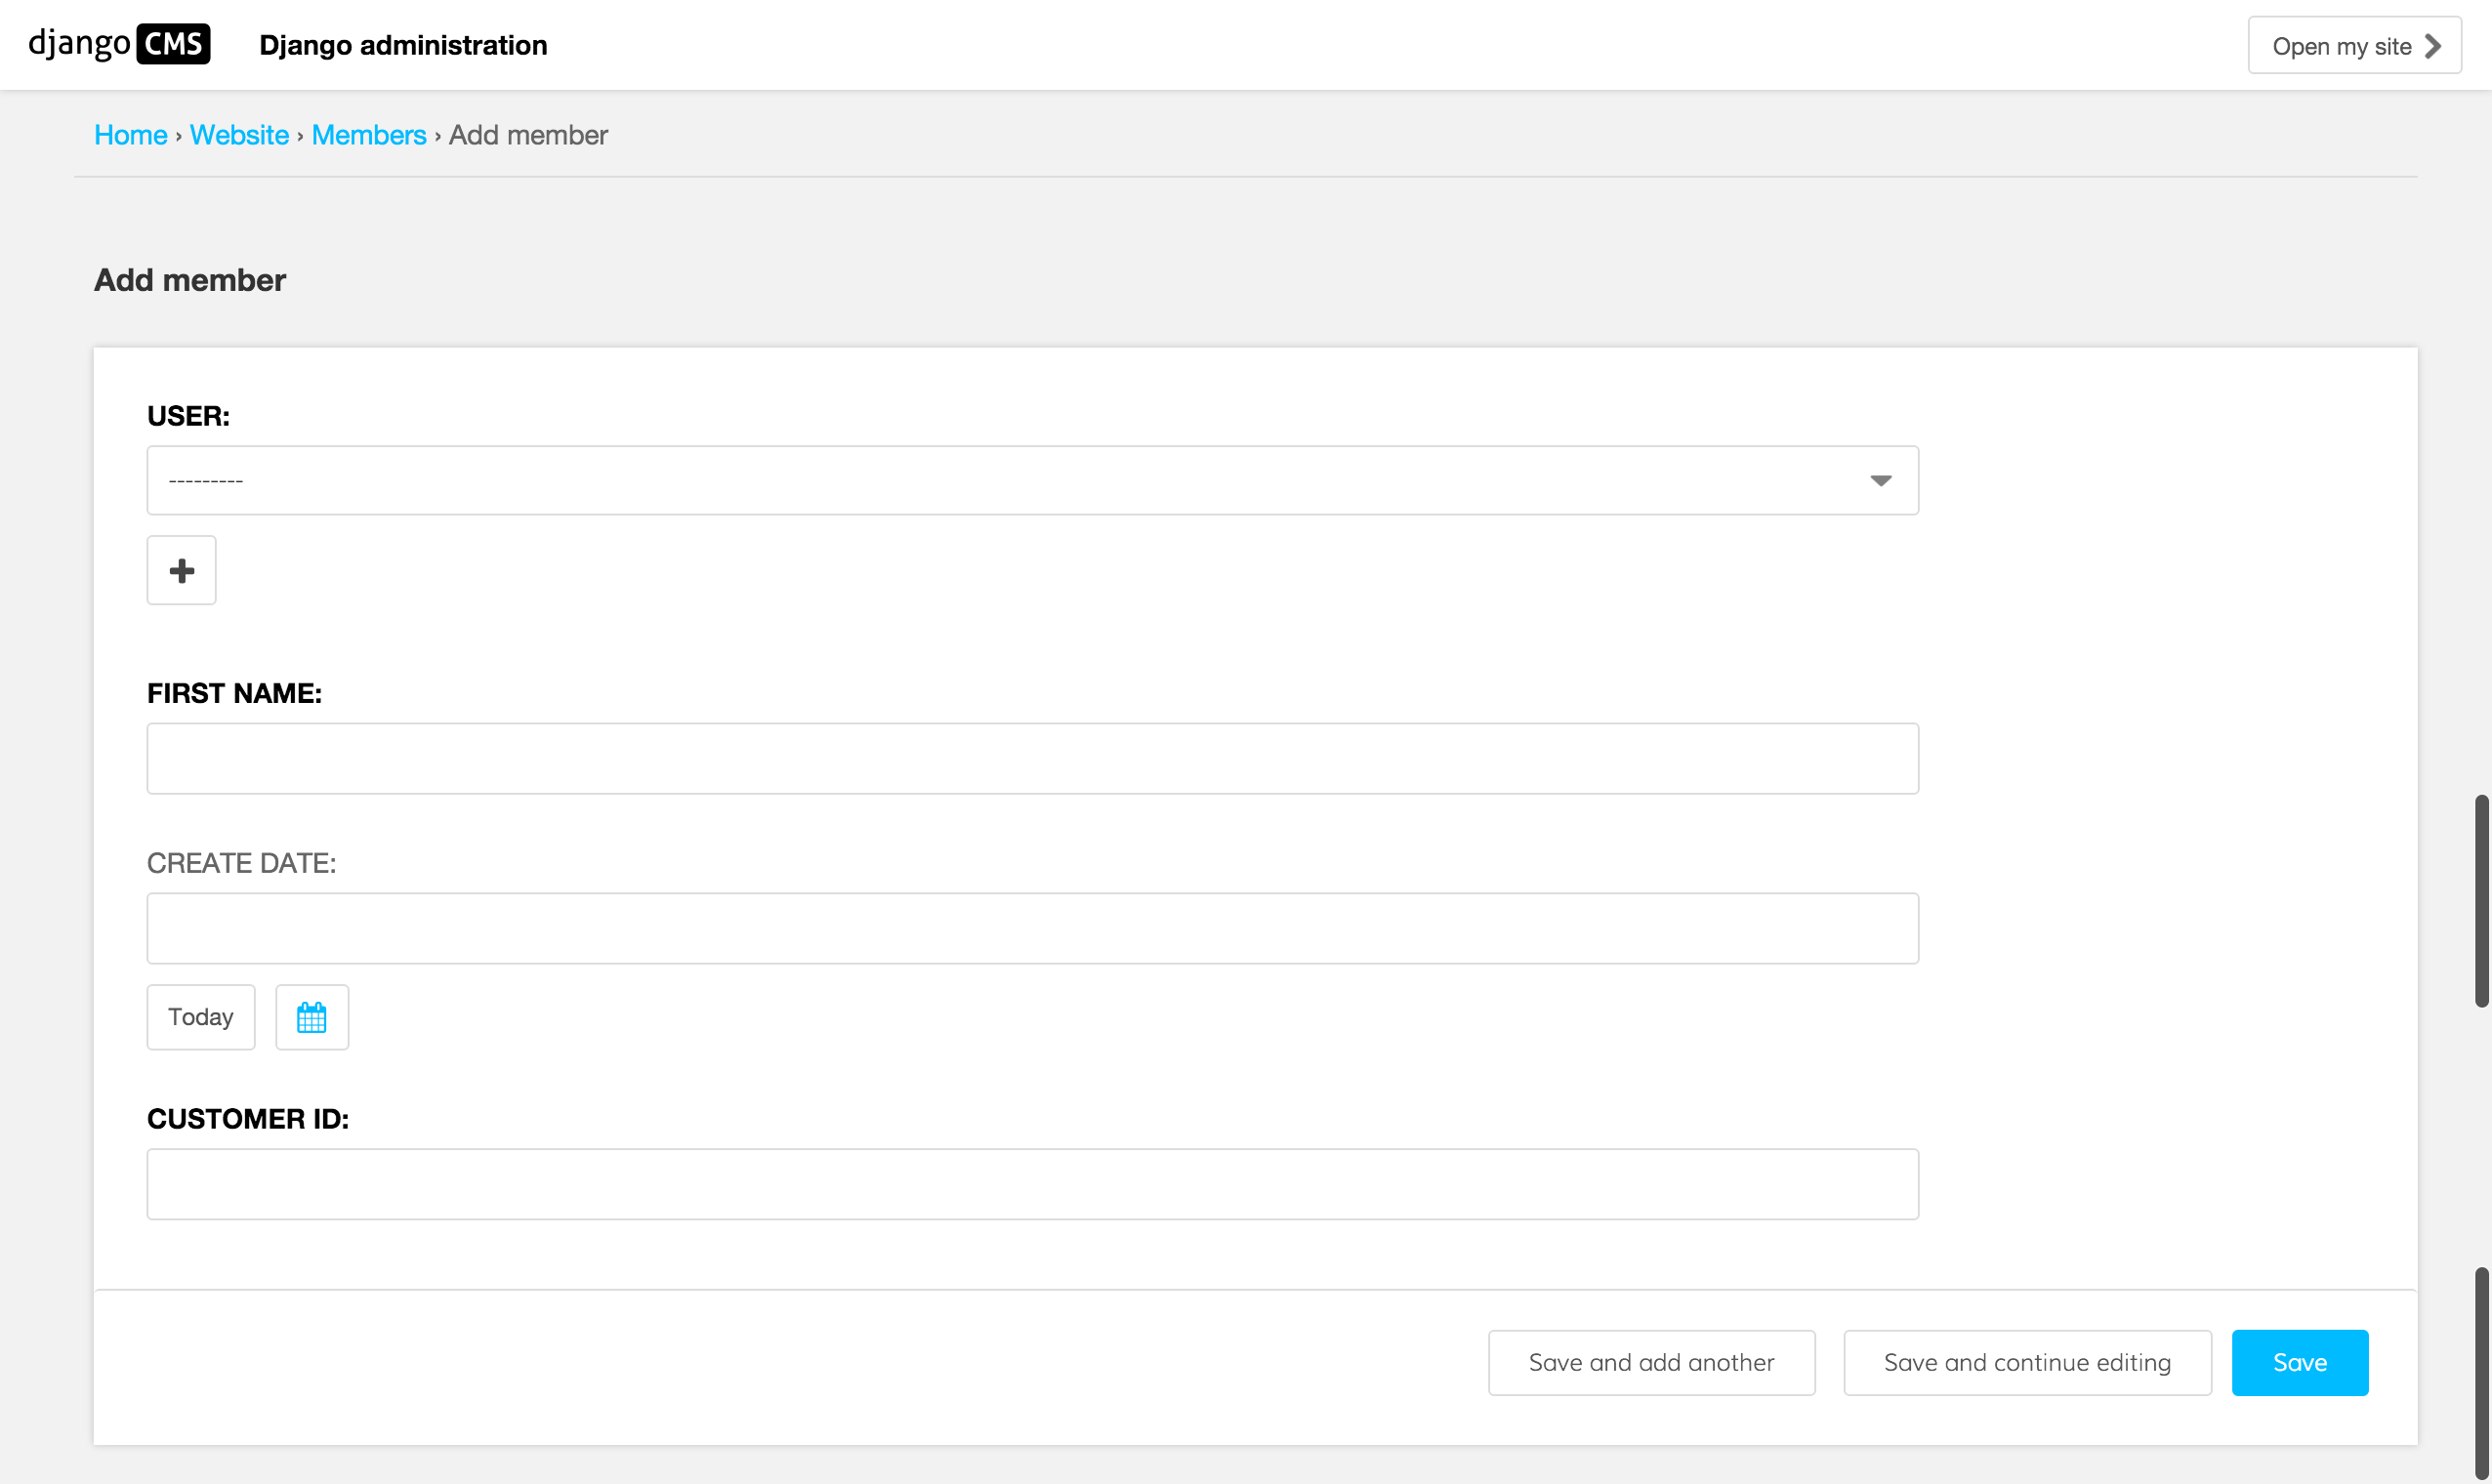 django CMS Django administration Open my site
Home › Website › Members › Add member
Add member
USER:
---------
FIRST NAME:
CREATE DATE:
Today
CUSTOMER ID:
Save and add another Save and continue editing Save